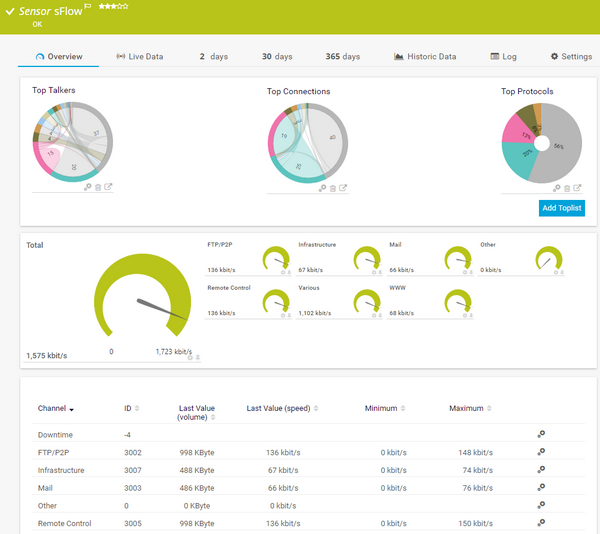 Sensor sFlow
OK
Overview
Live Data
2 days
30 days
365 days
Historic Data
Log
Settings
Top Talkers
Top Connections
Top Protocols
37
30
15
40
32
19
56%
20%
13%
Add Toplist
Total
1,575 kbit/s
0
1,723 kbit/s
FTP/P2P
136 kbit/s
Infrastructure
67 kbit/s
Mail
66 kbit/s
Other
0 kbit/s
Remote Control
136 kbit/s
Various
1,102 kbit/s
WWW
68 kbit/s
Channel ID Last Value (volume) Last Value (speed) Minimum Maximum
Downtime -4
FTP/P2P 3002 998 KByte 136 kbit/s 0 kbit/s 148 kbit/s
Infrastructure 3007 488 KByte 67 kbit/s 0 kbit/s 74 kbit/s
Mail 3003 486 KByte 66 kbit/s 0 kbit/s 76 kbit/s
Other 0 0 KByte 0 kbit/s
Remote Control 3005 998 KByte 136 kbit/s 0 kbit/s 150 kbit/s